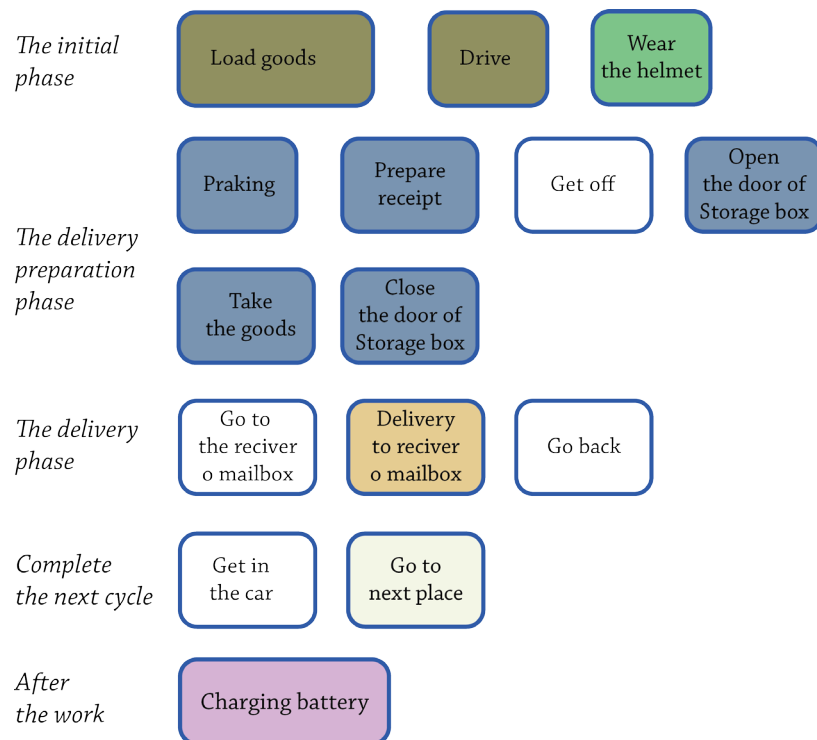 The initial
phase
Load goods
Drive
Wear
the helmet
The delivery
preparation
phase
Praking
Prepare
receipt
Get off
Open
the door of
Storage box
Take
the goods
Close
the door of
Storage box
The delivery
phase
Go to
the reciver
o mailbox
Delivery
to reciver
o mailbox
Go back
Complete
the next cycle
Get in
the car
Go to
next place
After
the work
Charging battery